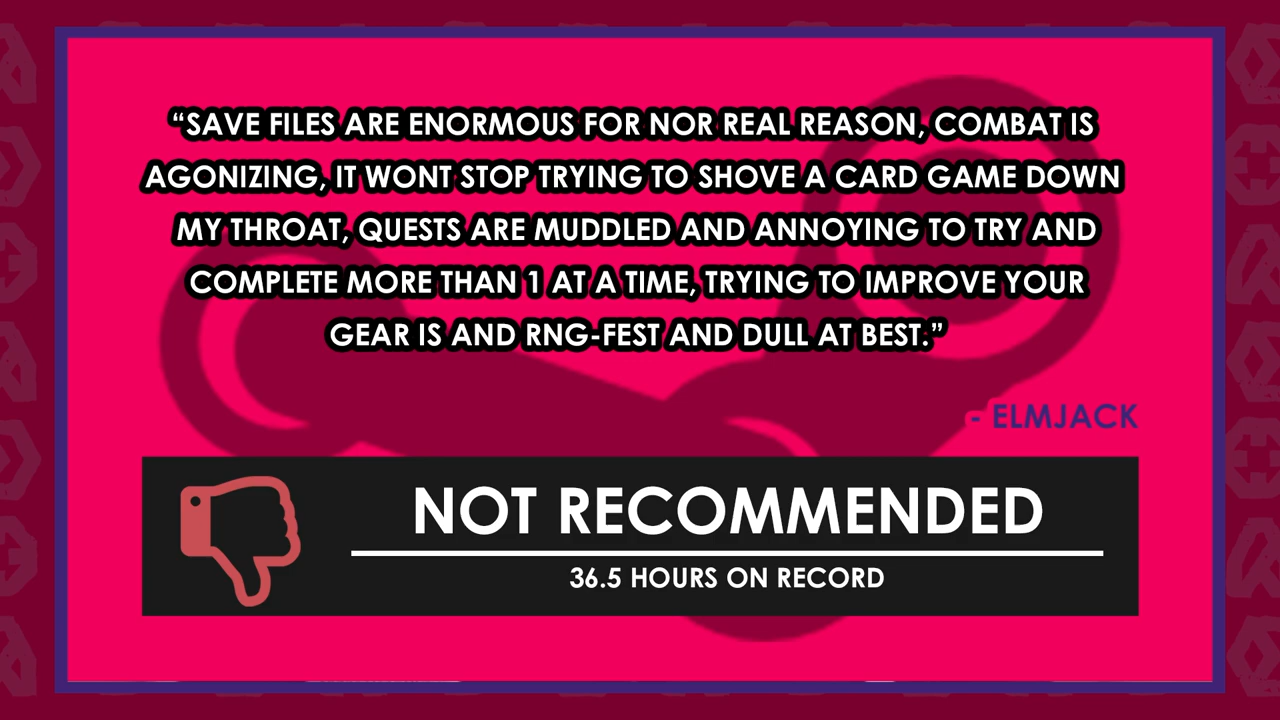 “SAVE FILES ARE ENORMOUS FOR NOR REAL REASON, COMBAT IS
AGONIZING, IT WONT STOP TRYING TO SHOVE A CARD GAME DOWN
MY THROAT, QUESTS ARE MUDDLED AND ANNOYING TO TRY AND
COMPLETE MORE THAN 1 AT A TIME, TRYING TO IMPROVE YOUR
GEAR IS AND RNG-FEST AND DULL AT BEST.”
- ELMJACK
NOT RECOMMENDED
36.5 HOURS ON RECORD